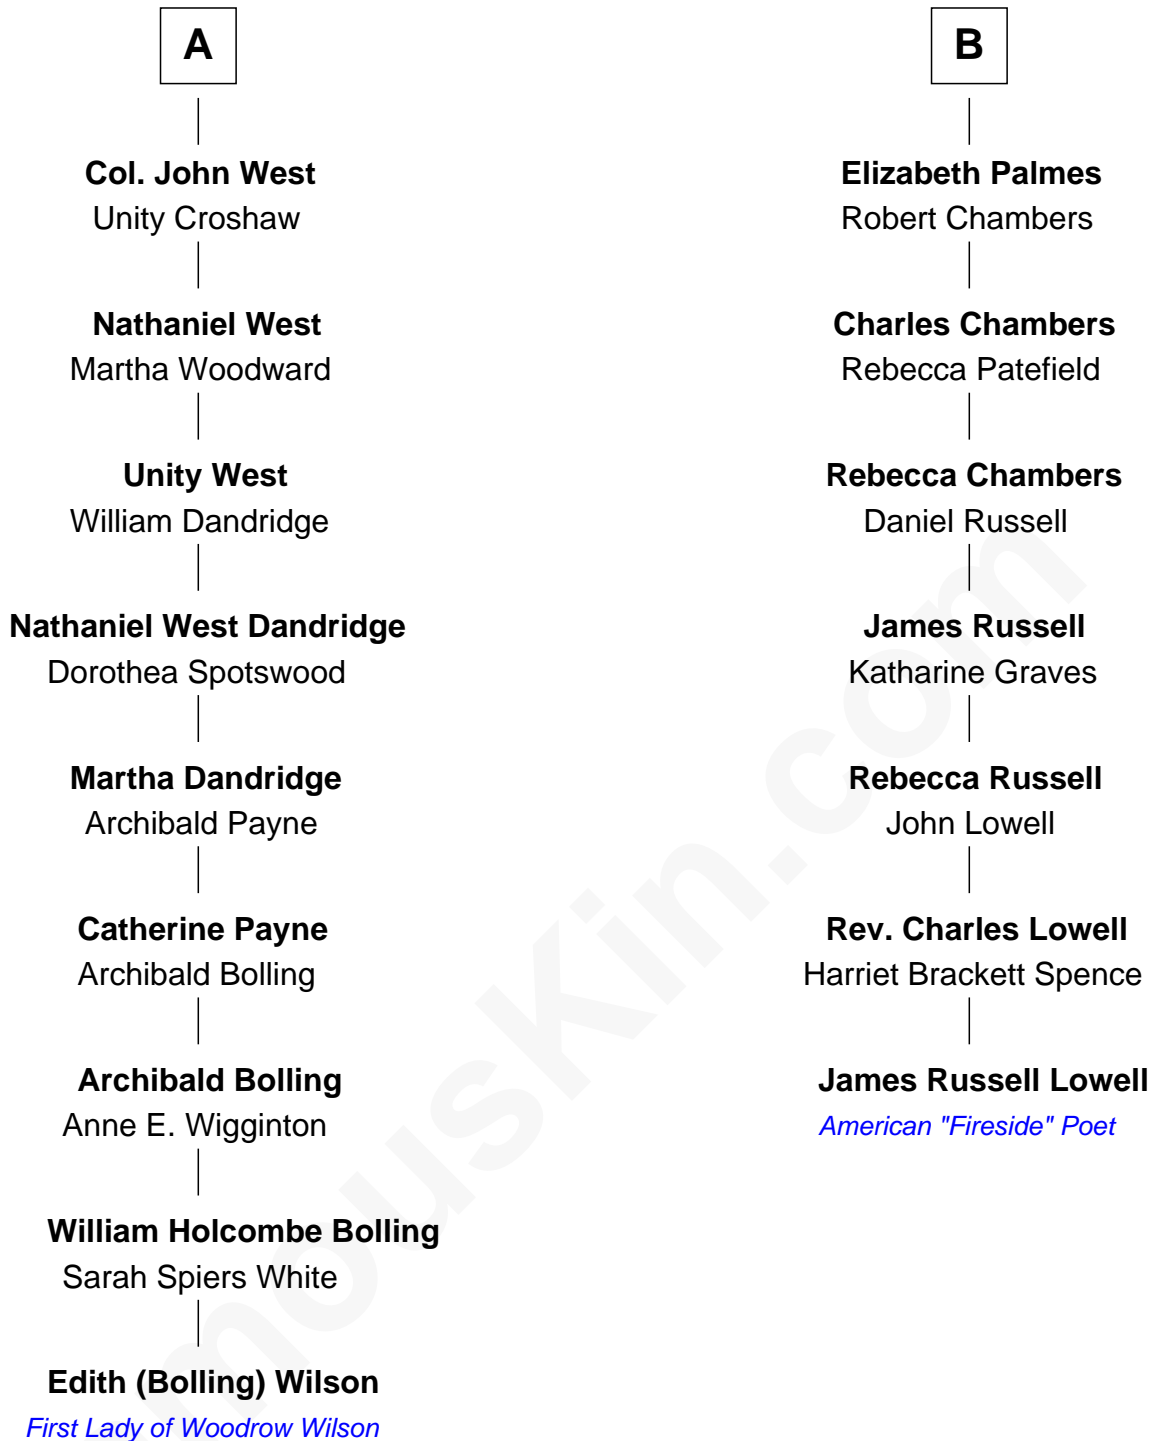 A
Col. John West
Unity Croshaw
Nathaniel West
Martha Woodward
Unity West
William Dandridge
Nathaniel West Dandridge
Dorothea Spotswood
Martha Dandridge
Archibald Payne
Catherine Payne
Archibald Bolling
Archibald Bolling
Anne E. Wigginton
William Holcombe Bolling
Sarah Spiers White
Edith (Bolling) Wilson
First Lady of Woodrow Wilson
B
Elizabeth Palmes
Robert Chambers
Charles Chambers
Rebecca Patefield
Rebecca Chambers
Daniel Russell
James Russell
Katharine Graves
Rebecca Russell
John Lowell
Rev. Charles Lowell
Harriet Brackett Spence
James Russell Lowell
American "Fireside" Poet
mouskin.com